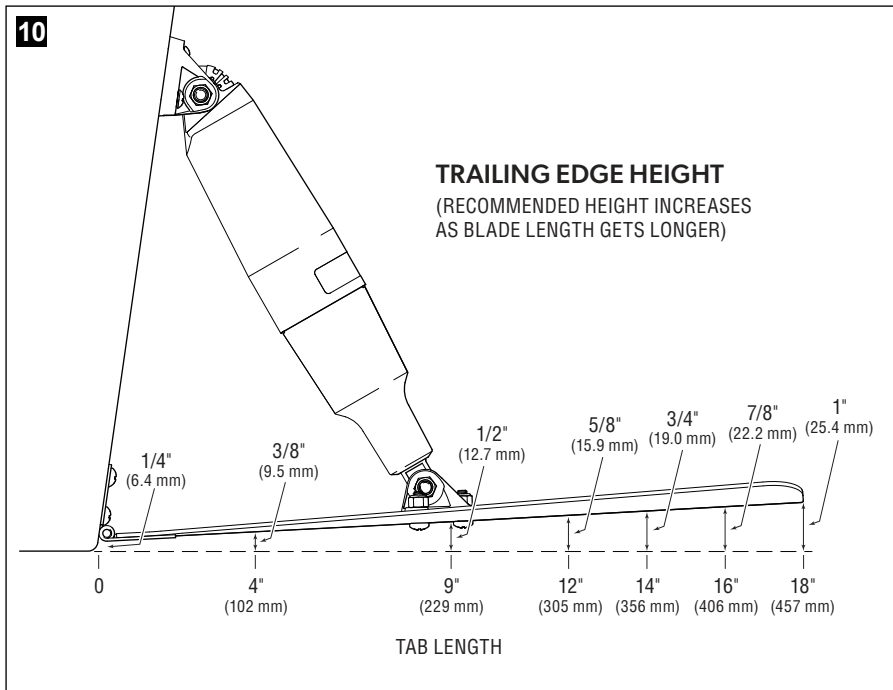 10
TRAILING EDGE HEIGHT
(RECOMMENDED HEIGHT INCREASES
AS BLADE LENGTH GETS LONGER)
1/4"
(6.4 mm)
3/8"
(9.5 mm)
1/2"
(12.7 mm)
5/8"
(15.9 mm)
3/4"
(19.0 mm)
7/8"
(22.2 mm)
1"
(25.4 mm)
0
4"
(102 mm)
9"
(229 mm)
12"
(305 mm)
14"
(356 mm)
16"
(406 mm)
18"
(457 mm)
TAB LENGTH